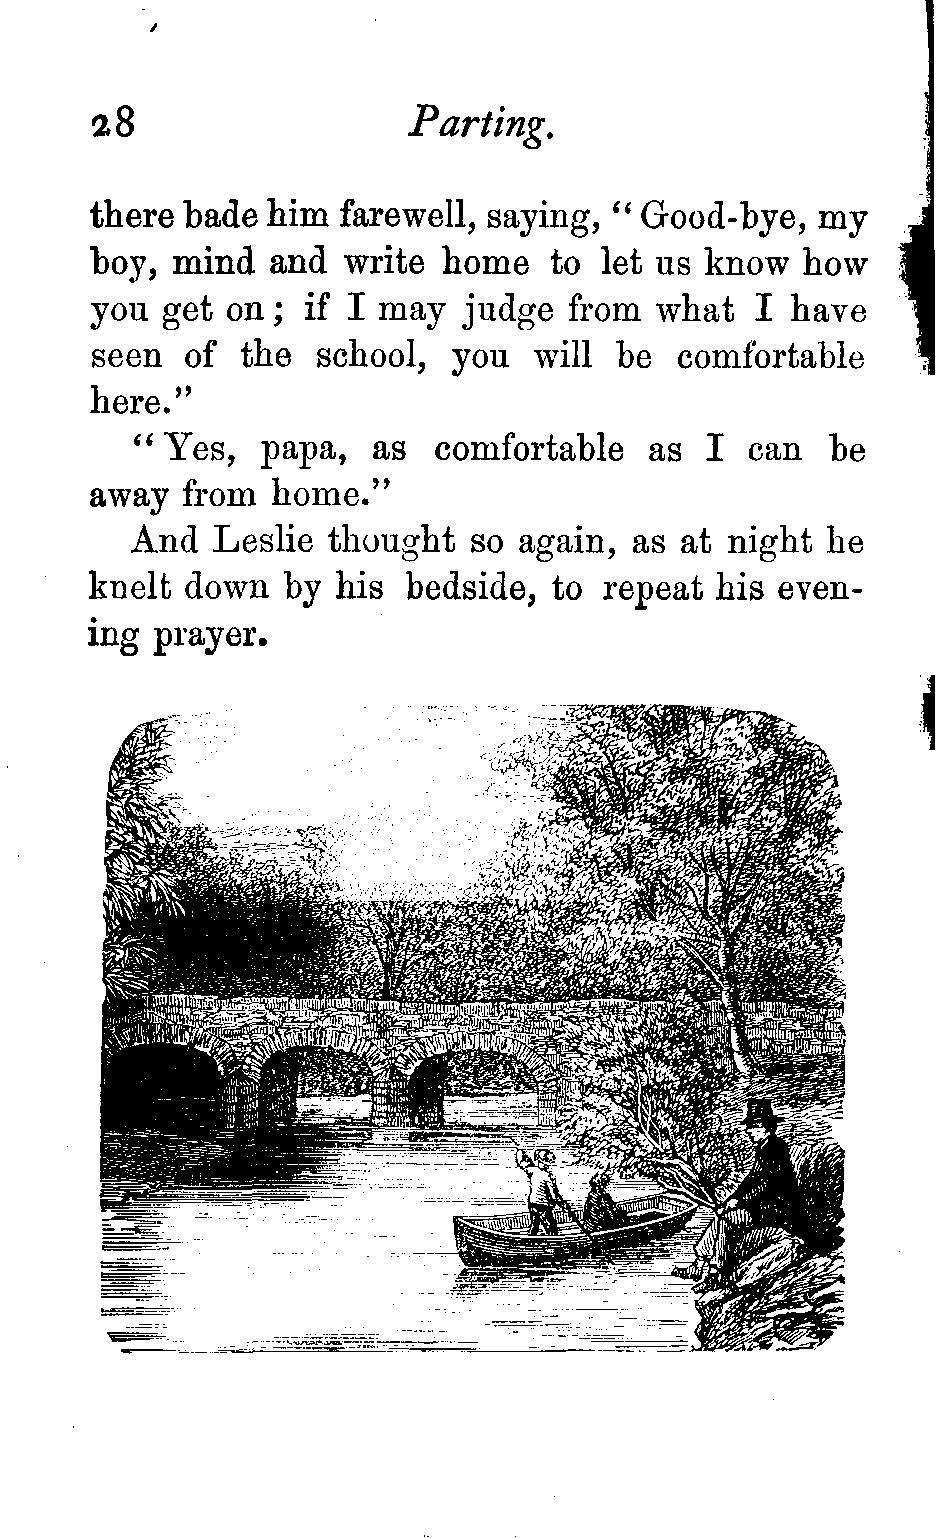 28 Parting.
there bade him farewell, saying, “Good-bye, my
boy, mind and write home to let us know how
you get on; if I may judge from what I have
seen of the school, you will be comfortable
here.”
“Yes, papa, as comfortable as I can be
away from home.”
And Leslie thought so again, as at night he
knelt down by his bedside, to repeat his even-
ing prayer.